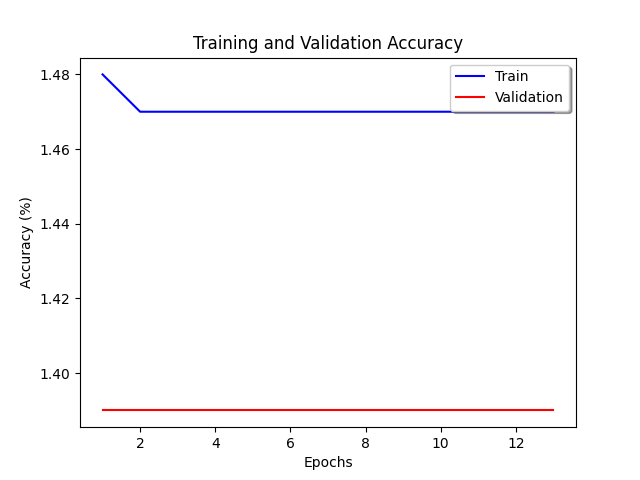 Training and Validation Accuracy
Train
Validation
1.48
1.46
1.44
1.42
1.40
Accuracy (%)
2 4 6 8 10 12
Epochs